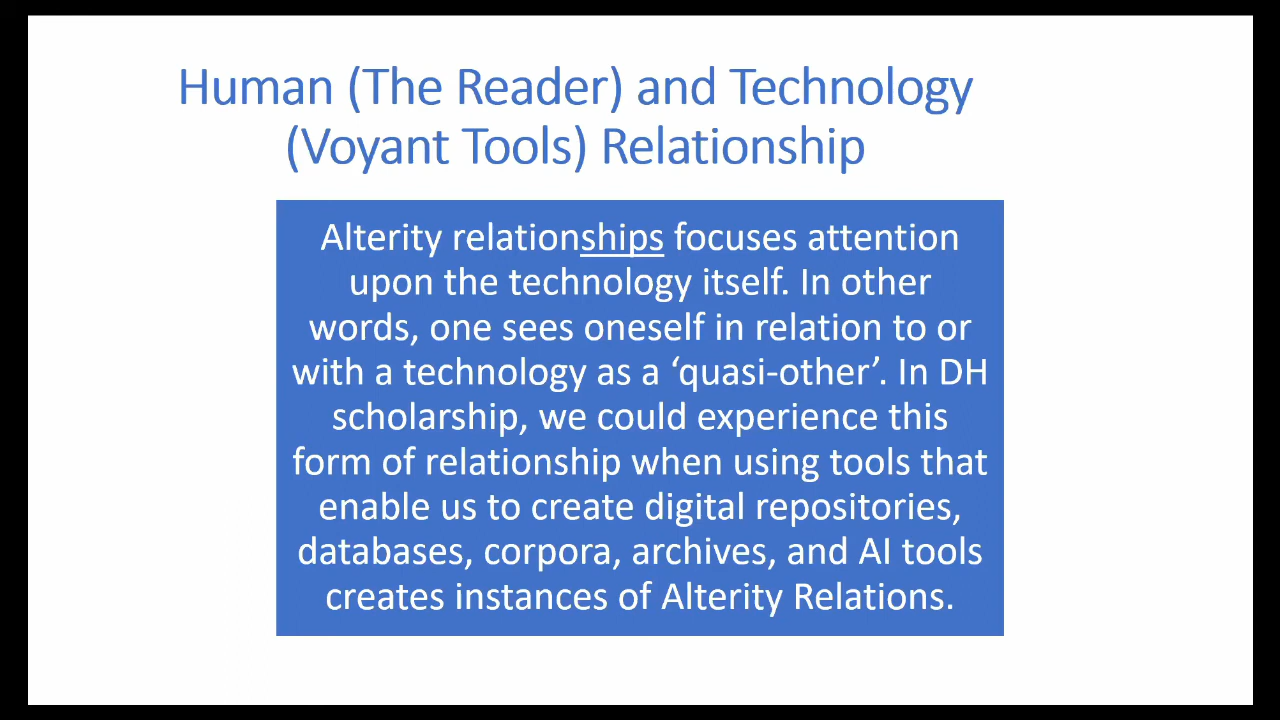 Human (The Reader) and Technology
(Voyant Tools) Relationship
Alterity relationships focuses attention
upon the technology itself. In other
words, one sees oneself in relation to or
with a technology as a ‘quasi-other’. In DH
scholarship, we could experience this
form of relationship when using tools that
enable us to create digital repositories,
databases, corpora, archives, and AI tools
creates instances of Alterity Relations.